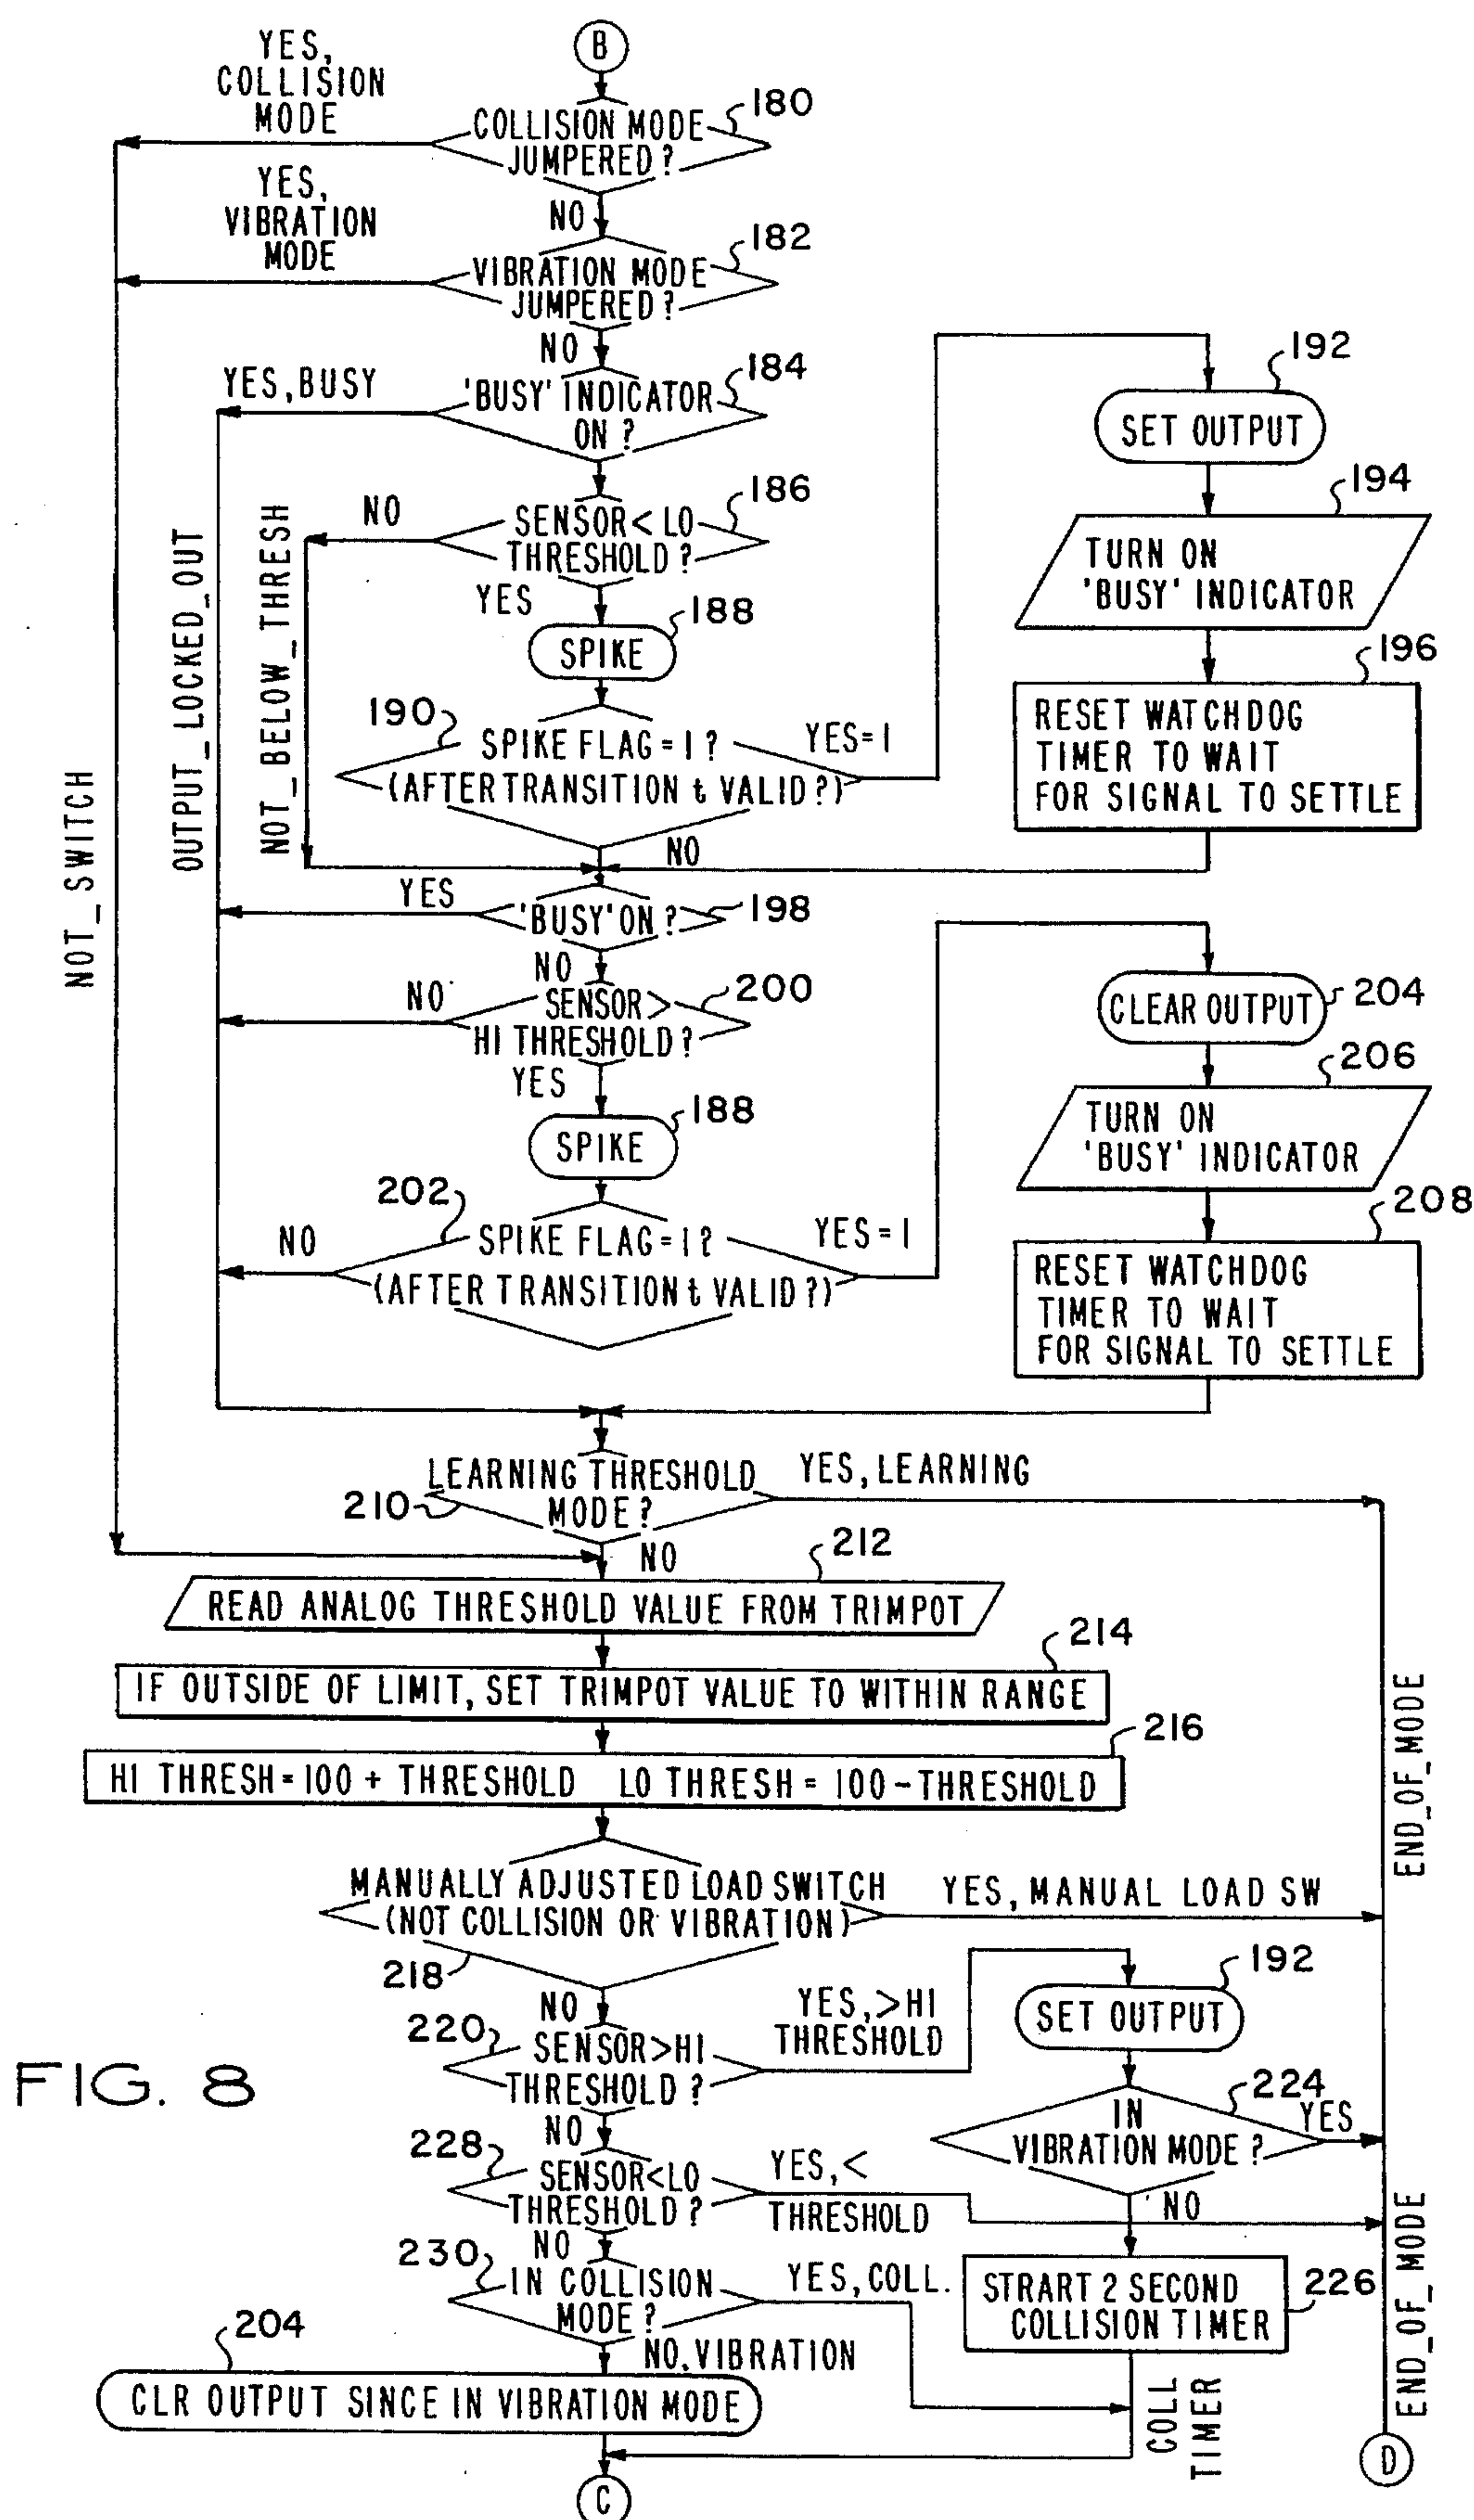 B
YES,
COLLISION
MODE
COLLISION MODE
JUMPERED?
180
NO
YES,
VIBRATION
MODE
VIBRATION MODE
JUMPERED?
182
NO
YES, BUSY
'BUSY' INDICATOR
ON?
184
192
SET OUTPUT
NO
SENSOR< LO
THRESHOLD?
186
YES
194
TURN ON
'BUSY' INDICATOR
188
SPIKE
196
RESET WATCHDOG
TIMER TO WAIT
FOR SIGNAL TO SETTLE
190
SPIKE FLAG = 1?
(AFTER TRANSITION t VALID?)
YES=1
NO
NOT_SWITCH
OUTPUT_LOCKED_OUT
NOT_BELOW_THRESH
YES
'BUSY' ON?
198
NO
NO
SENSOR>
HI THRESHOLD?
200
YES
CLEAR OUTPUT
204
206
TURN ON
'BUSY' INDICATOR
188
SPIKE
202
NO
SPIKE FLAG=1?
(AFTER TRANSITION t VALID?)
YES=1
208
RESET WATCHDOG
TIMER TO WAIT
FOR SIGNAL TO SETTLE
LEARNING THRESHOLD
MODE?
210
YES, LEARNING
NO
212
READ ANALOG THRESHOLD VALUE FROM TRIMPOT
214
IF OUTSIDE OF LIMIT, SET TRIMPOT VALUE TO WITHIN RANGE
216
HI THRESH=100 + THRESHOLD LO THRESH = 100-THRESHOLD
END_OF_MODE
MANUALLY ADJUSTED LOAD SWITCH
(NOT COLLISION OR VIBRATION)
YES, MANUAL LOAD SW
218
NO
192
SET OUTPUT
220
SENSOR>HI
THRESHOLD?
YES, >HI
THRESHOLD
NO
224
IN
VIBRATION MODE?
YES
NO
228
SENSOR<LO
THRESHOLD?
YES, <
THRESHOLD
NO
230
IN COLLISION
MODE?
YES, COLL.
STRART 2 SECOND
COLLISION TIMER
226
NO. VIBRATION
204
CLR OUTPUT SINCE IN VIBRATION MODE
COLL
TIMER
END_OF_MODE
C
D
FIG. 8